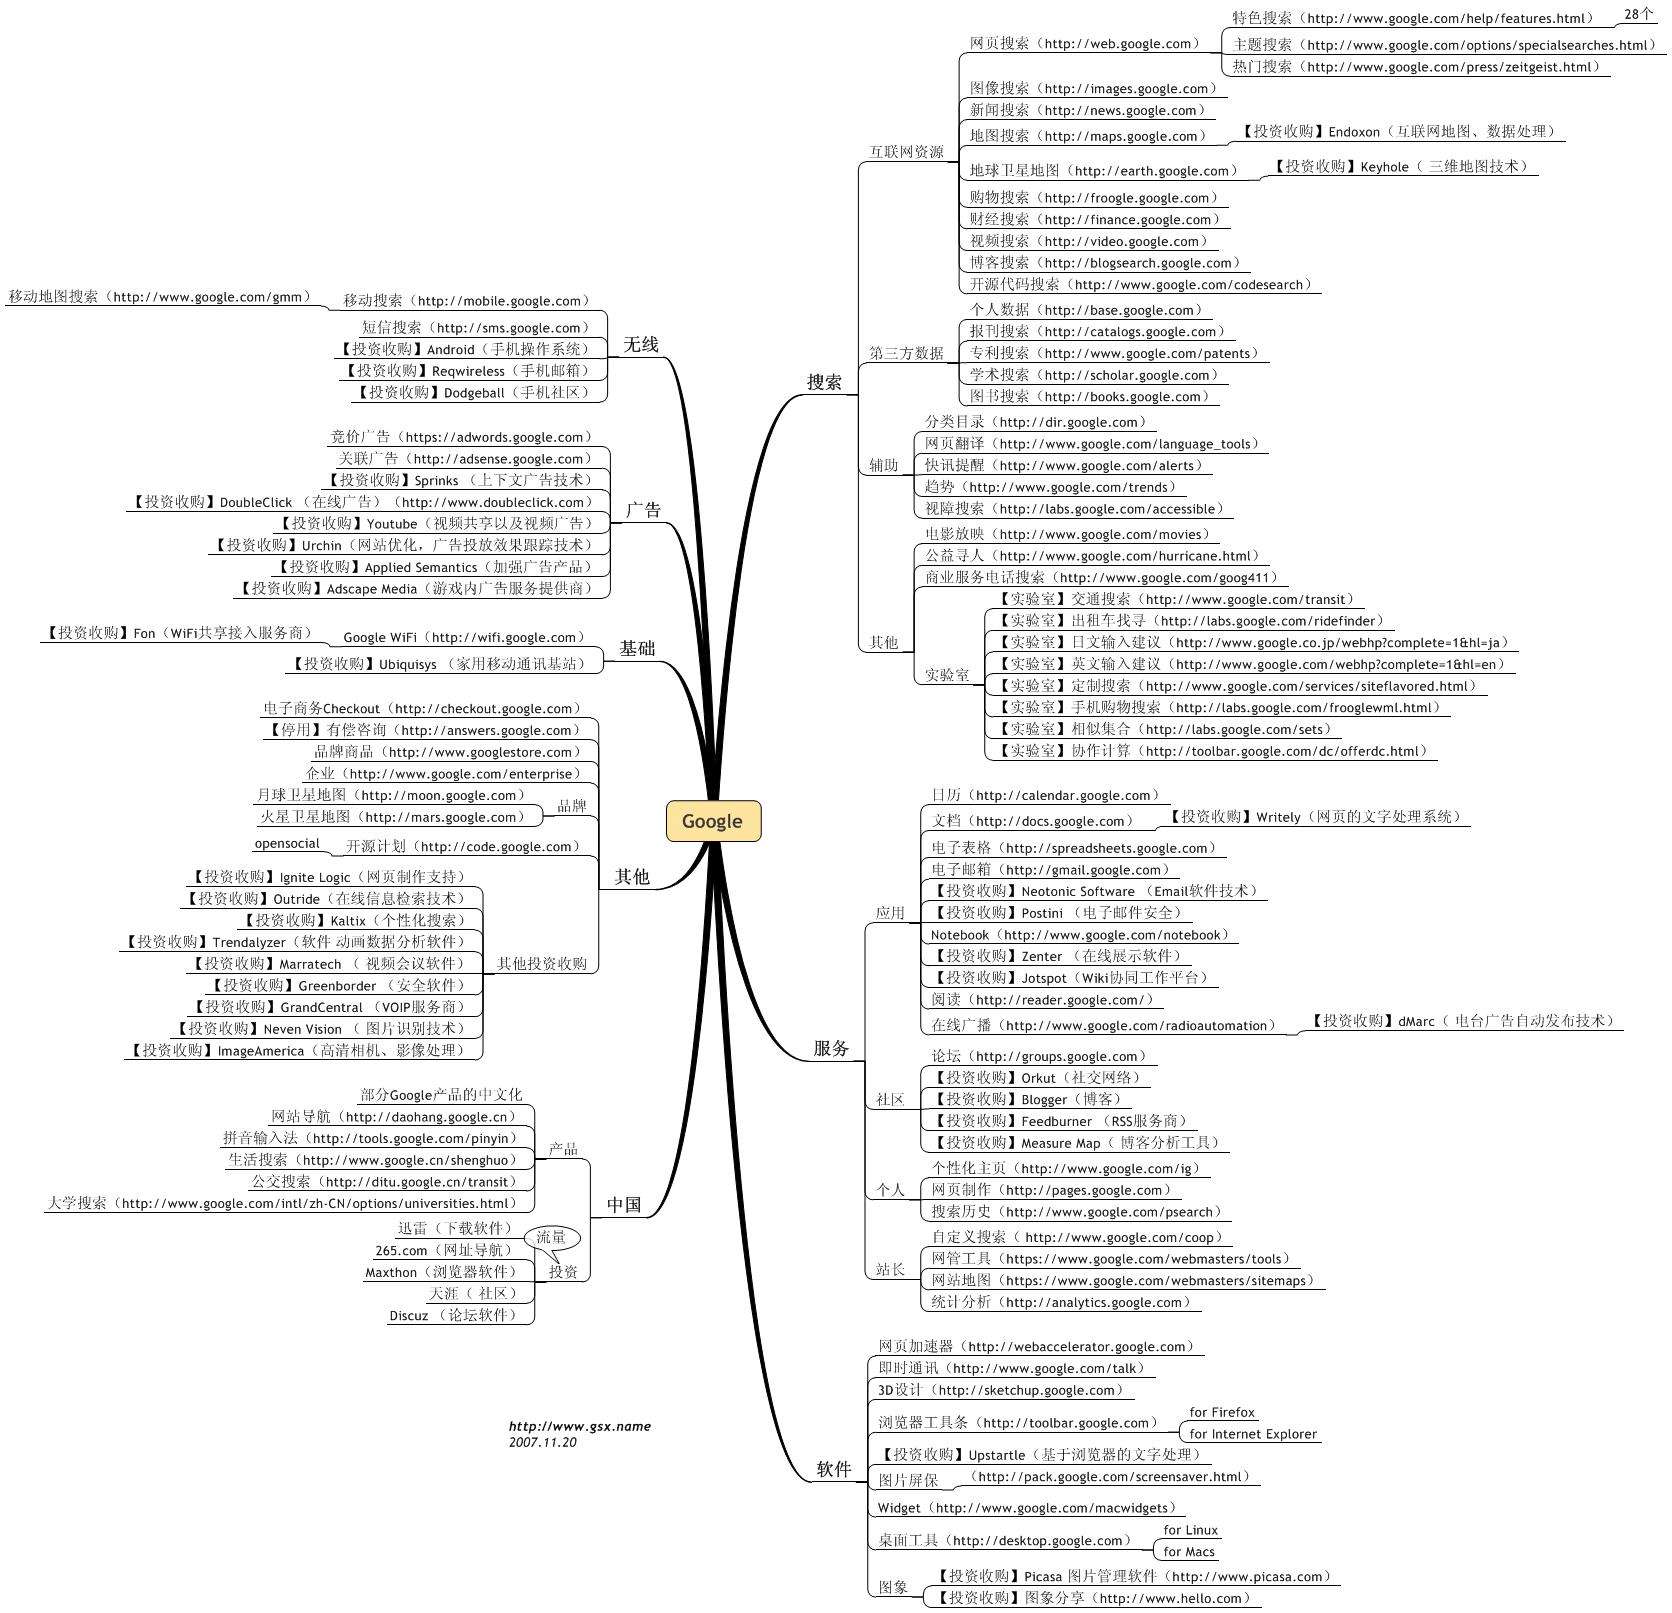 Google
搜索
互联网资源
网页搜索（http://web.google.com）
特色搜索（http://www.google.com/help/features.html）
28个
主题搜索（http://www.google.com/options/specialsearches.html）
热门搜索（http://www.google.com/press/zeitgeist.html）
图像搜索（http://images.google.com）
新闻搜索（http://news.google.com）
地图搜索（http://maps.google.com）
【投资收购】Endoxon（互联网地图、数据处理）
地球卫星地图（http://earth.google.com）
【投资收购】Keyhole（ 三维地图技术）
购物搜索（http://froogle.google.com）
财经搜索（http://finance.google.com）
视频搜索（http://video.google.com）
博客搜索（http://blogsearch.google.com）
开源代码搜索（http://www.google.com/codesearch）
第三方数据
个人数据（http://base.google.com）
报刊搜索（http://catalogs.google.com）
专利搜索（http://www.google.com/patents）
学术搜索（http://scholar.google.com）
图书搜索（http://books.google.com）
辅助
分类目录（http://dir.google.com）
网页翻译（http://www.google.com/language_tools）
快讯提醒（http://www.google.com/alerts）
趋势（http://www.google.com/trends）
视障搜索（http://labs.google.com/accessible）
其他
电影放映（http://www.google.com/movies）
公益寻人（http://www.google.com/hurricane.html）
商业服务电话搜索（http://www.google.com/goog411）
实验室
【实验室】交通搜索（http://www.google.com/transit）
【实验室】出租车找寻（http://labs.google.com/ridefinder）
【实验室】日文输入建议（http://www.google.co.jp/webhp?complete=1&hl=ja）
【实验室】英文输入建议（http://www.google.com/webhp?complete=1&hl=en）
【实验室】定制搜索（http://www.google.com/services/siteflavored.html）
【实验室】手机购物搜索（http://labs.google.com/frooglewml.html）
【实验室】相似集合（http://labs.google.com/sets）
【实验室】协作计算（http://toolbar.google.com/dc/offerdc.html）
服务
应用
日历（http://calendar.google.com）
文档（http://docs.google.com）
【投资收购】Writely（网页的文字处理系统）
电子表格（http://spreadsheets.google.com）
电子邮箱（http://gmail.google.com）
【投资收购】Neotonic Software （Email软件技术）
【投资收购】Postini （电子邮件安全）
Notebook（http://www.google.com/notebook）
【投资收购】Zenter （在线展示软件）
【投资收购】Jotspot（Wiki协同工作平台）
阅读（http://reader.google.com/）
在线广播（http://www.google.com/radioautomation）
【投资收购】dMarc（ 电台广告自动发布技术）
社区
论坛（http://groups.google.com）
【投资收购】Orkut（社交网络）
【投资收购】Blogger（博客）
【投资收购】Feedburner （RSS服务商）
【投资收购】Measure Map（ 博客分析工具）
个人
个性化主页（http://www.google.com/ig）
网页制作（http://pages.google.com）
搜索历史（http://www.google.com/psearch）
站长
自定义搜索（ http://www.google.com/coop）
网管工具（https://www.google.com/webmasters/tools）
网站地图（https://www.google.com/webmasters/sitemaps）
统计分析（http://analytics.google.com）
软件
网页加速器（http://webaccelerator.google.com）
即时通讯（http://www.google.com/talk）
3D设计（http://sketchup.google.com）
浏览器工具条（http://toolbar.google.com）
for Firefox
for Internet Explorer
【投资收购】Upstartle（基于浏览器的文字处理）
图片屏保
（http://pack.google.com/screensaver.html）
Widget（http://www.google.com/macwidgets）
桌面工具（http://desktop.google.com）
for Linux
for Macs
图象
【投资收购】Picasa 图片管理软件（http://www.picasa.com）
【投资收购】图象分享（http://www.hello.com）
无线
移动搜索（http://mobile.google.com）
移动地图搜索（http://www.google.com/gmm）
短信搜索（http://sms.google.com）
【投资收购】Android（手机操作系统）
【投资收购】Reqwireless（手机邮箱）
【投资收购】Dodgeball（手机社区）
广告
竞价广告（https://adwords.google.com）
关联广告（http://adsense.google.com）
【投资收购】Sprinks （上下文广告技术）
【投资收购】DoubleClick （在线广告）（http://www.doubleclick.com）
【投资收购】Youtube（视频共享以及视频广告）
【投资收购】Urchin（网站优化，广告投放效果跟踪技术）
【投资收购】Applied Semantics（加强广告产品）
【投资收购】Adscape Media（游戏内广告服务提供商）
基础
Google WiFi（http://wifi.google.com）
【投资收购】Fon（WiFi共享接入服务商）
【投资收购】Ubiquisys （家用移动通讯基站）
其他
电子商务Checkout（http://checkout.google.com）
【停用】有偿咨询（http://answers.google.com）
品牌商品（http://www.googlestore.com）
企业（http://www.google.com/enterprise）
品牌
月球卫星地图（http://moon.google.com）
火星卫星地图（http://mars.google.com）
开源计划（http://code.google.com）
opensocial
其他投资收购
【投资收购】Ignite Logic（网页制作支持）
【投资收购】Outride（在线信息检索技术）
【投资收购】Kaltix（个性化搜索）
【投资收购】Trendalyzer（软件 动画数据分析软件）
【投资收购】Marratech （ 视频会议软件）
【投资收购】Greenborder （安全软件）
【投资收购】GrandCentral （VOIP服务商）
【投资收购】Neven Vision （ 图片识别技术）
【投资收购】ImageAmerica（高清相机、影像处理）
中国
产品
部分Google产品的中文化
网站导航（http://daohang.google.cn）
拼音输入法（http://tools.google.com/pinyin）
生活搜索（http://www.google.cn/shenghuo）
公交搜索（http://ditu.google.cn/transit）
大学搜索（http://www.google.com/intl/zh-CN/options/universities.html）
流量
投资
迅雷（下载软件）
265.com（网址导航）
Maxthon（浏览器软件）
天涯（ 社区）
Discuz （论坛软件）
http://www.gsx.name
2007.11.20